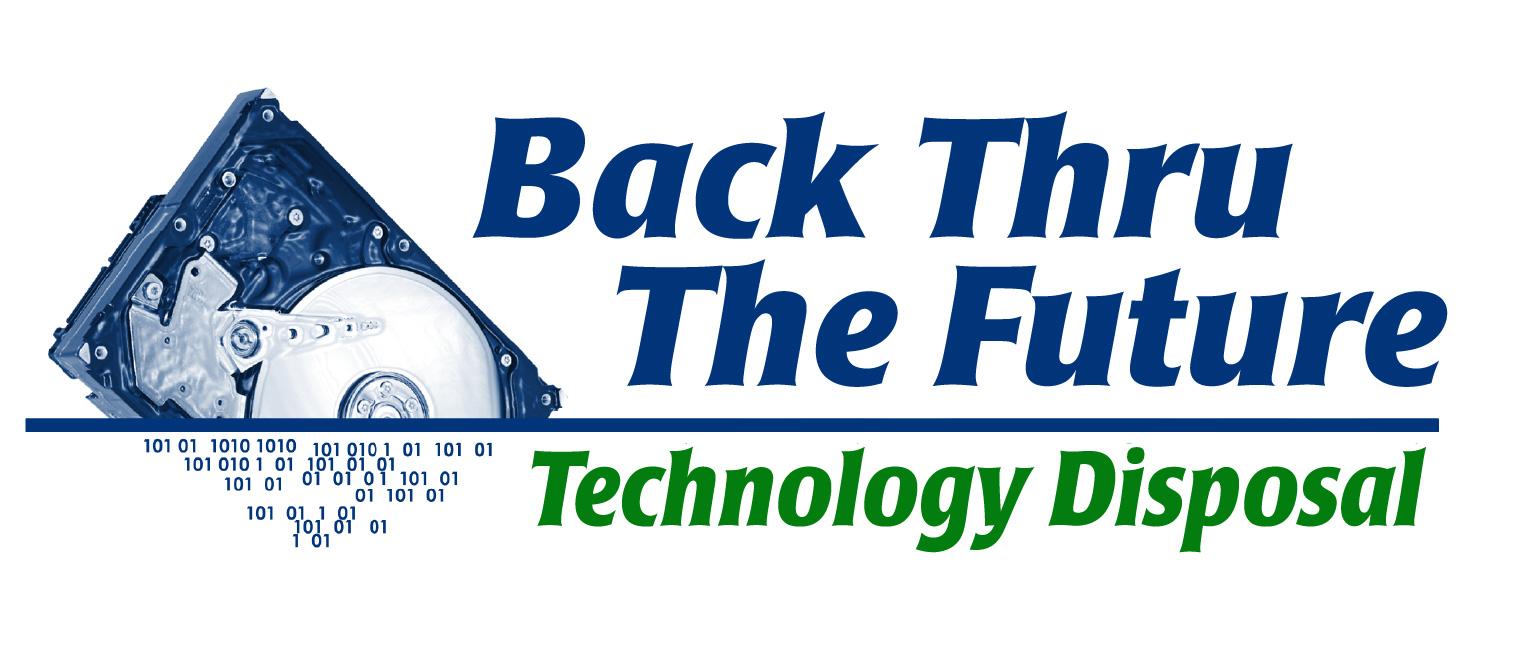 Back Thru
The Future
101 01 1010 1010 101 010 1 01 101 01
101 010 1 01 101 01 01
101 01 01 01 01 101 01
01 101 01
101 01 1 01
101 01 01
1 01
Technology Disposal